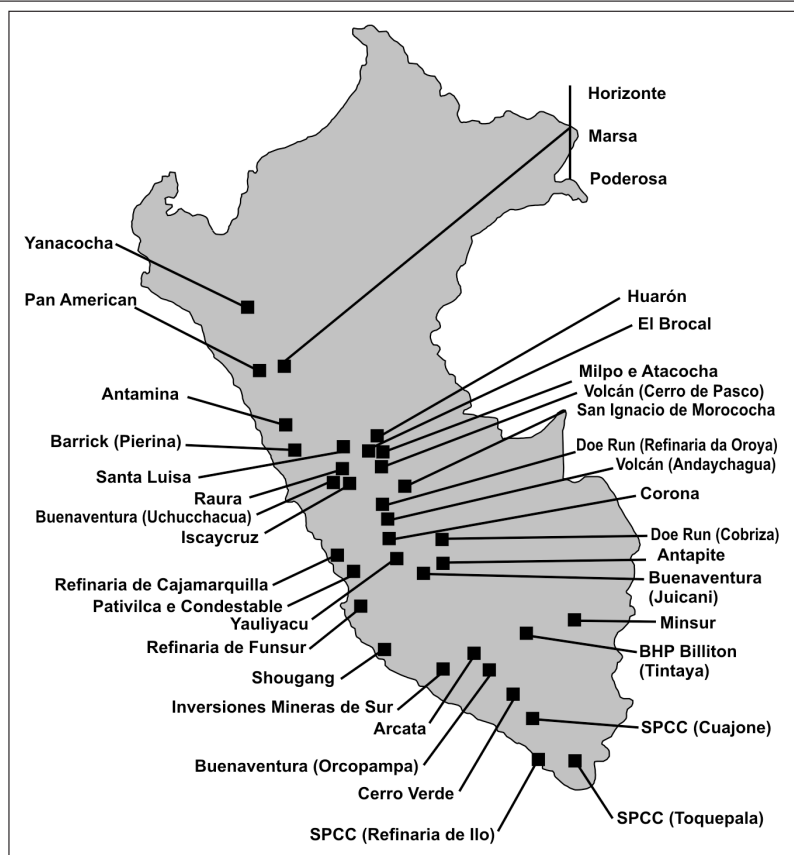 Horizonte
Marsa
Poderosa
Yanacocha
Pan American
Huarón
El Brocal
Milpo e Atacocha
Volcán (Cerro de Pasco)
San Ignacio de Morococha
Antamina
Barrick (Pierina)
Santa Luisa
Raura
Buenaventura (Uchucchacua)
Iscaycruz
Doe Run (Refinaria da Oroya)
Volcán (Andaychagua)
Corona
Doe Run (Cobriza)
Antapite
Buenaventura
(Juicani)
Refinaria de Cajamarquilla
Pativilca e Condestable
Yauliyacu
Refinaria de Funsur
Shougang
Inversiones Mineras de Sur
Arcata
Minsur
BHP Billiton
(Tintaya)
Buenaventura (Orcopampa)
Cerro Verde
SPCC (Refinaria de Ilo)
SPCC (Cuajone)
SPCC (Toquepala)